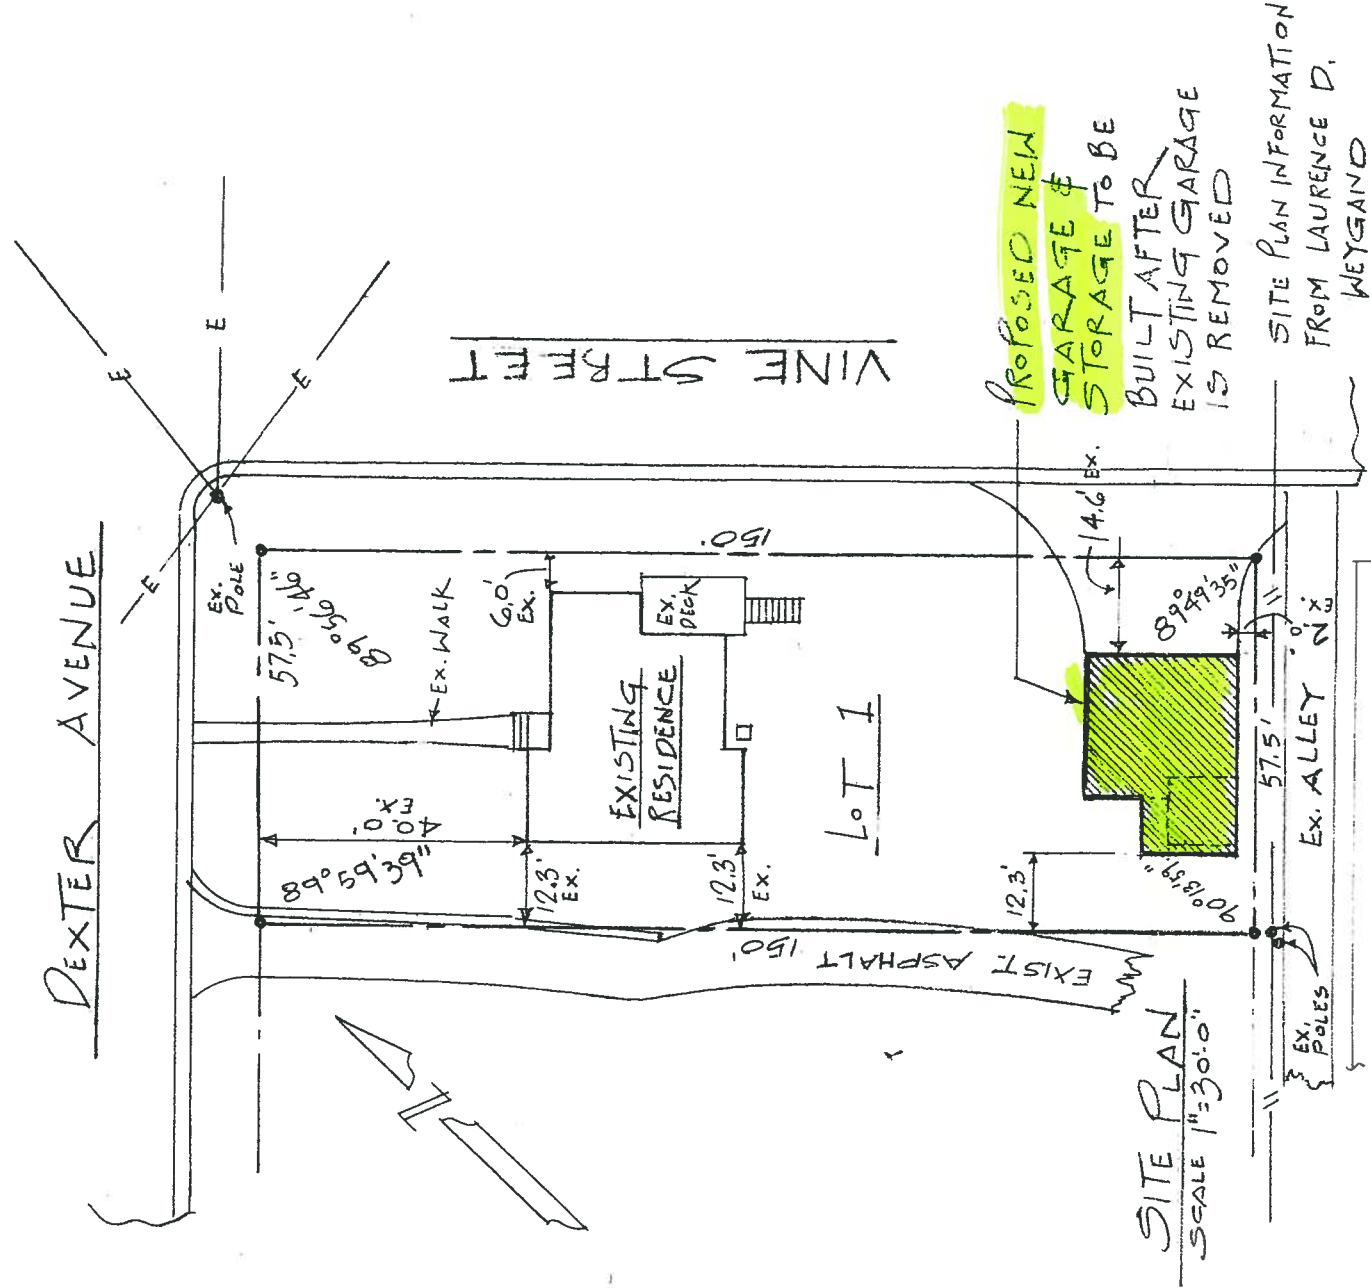 DEXTER AVENUE
E
E
E
E
EX.
POLE
57.5'
89°56'46"
EX. WALK
6.0'
EX.
150'
VINE STREET
40.0'
EX.
89°59'39"
12.3'
EX.
EXISTING
RESIDENCE
EX.
DECK
12.3'
EX.
150'
EXIST. ASPHALT
LOT 1
PROPOSED NEW
GARAGE &
STORAGE TO BE
BUILT AFTER
EXISTING GARAGE
IS REMOVED
14.6' EX.
89°49'35"
12.3'
90°13'59"
57.5'
EX.
EX. ALLEY
EX.
POLES
N
SITE PLAN
SCALE 1"=30'-0"
SITE PLAN INFORMATION
FROM LAURENCE D.
WEYGAND